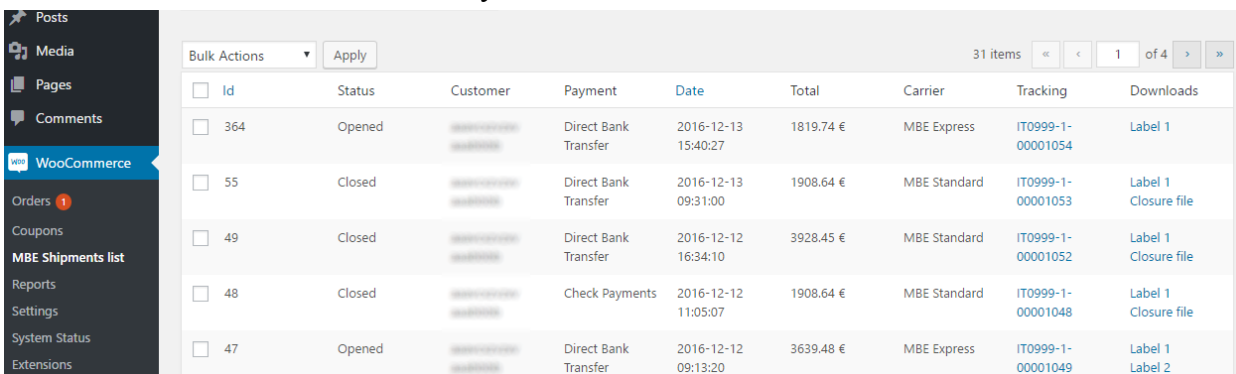 Posts
Media
Pages
Comments
WOO WooCommerce
Orders 1
Coupons
MBE Shipments list
Reports
Settings
System Status
Extensions
Bulk Actions ▼ Apply 31 items « ‹ 1 of 4 › »
Id Status Customer Payment Date Total Carrier Tracking Downloads
364 Opened Direct Bank 2016-12-13 1819.74 € MBE Express IT0999-1- Label 1
Transfer 15:40:27 00001054
55 Closed Direct Bank 2016-12-13 1908.64 € MBE Standard IT0999-1- Label 1
Transfer 09:31:00 00001053 Closure file
49 Closed Direct Bank 2016-12-12 3928.45 € MBE Standard IT0999-1- Label 1
Transfer 16:34:10 00001052 Closure file
48 Closed Check Payments 2016-12-12 1908.64 € MBE Standard IT0999-1- Label 1
11:05:07 00001048 Closure file
47 Opened Direct Bank 2016-12-12 3639.48 € MBE Express IT0999-1- Label 1
Transfer 09:13:20 00001049 Label 2